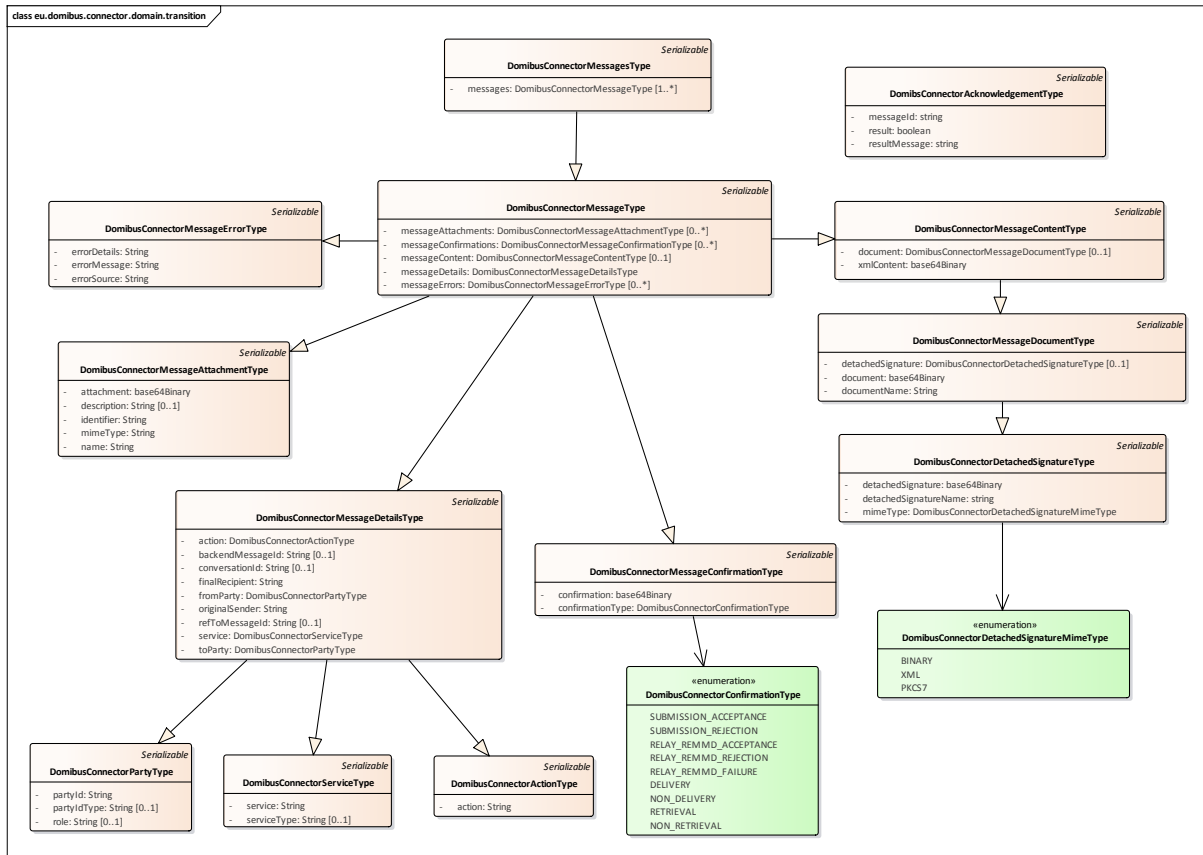 class eu.domibus.connector.domain.transition
Serializable
DomibusConnectorMessagesType
- messages: DomibusConnectorMessageType [1..*]
Serializable
DomibsConnectorAcknowledgementType
- messageId: string
- result: boolean
- resultMessage: string
Serializable
DomibusConnectorMessageErrorType
- errorDetails: String
- errorMessage: String
- errorSource: String
Serializable
DomibusConnectorMessageType
- messageAttachments: DomibusConnectorMessageAttachmentType [0..*]
- messageConfirmations: DomibusConnectorMessageConfirmationType [0..*]
- messageContent: DomibusConnectorMessageContentType [0..1]
- messageDetails: DomibusConnectorMessageDetailsType
- messageErrors: DomibusConnectorMessageErrorType [0..*]
Serializable
DomibusConnectorMessageContentType
- document: DomibusConnectorMessageDocumentType [0..1]
- xmlContent: base64Binary
Serializable
DomibusConnectorMessageAttachmentType
- attachment: base64Binary
- description: String [0..1]
- identifier: String
- mimeType: String
- name: String
Serializable
DomibusConnectorMessageDocumentType
- detachedSignature: DomibusConnectorDetachedSignatureType [0..1]
- document: base64Binary
- documentName: String
Serializable
DomibusConnectorDetachedSignatureType
- detachedSignature: base64Binary
- detachedSignatureName: string
- mimeType: DomibusConnectorDetachedSignatureMimeType
Serializable
DomibusConnectorMessageDetailsType
- action: DomibusConnectorActionType
- backendMessageId: String [0..1]
- conversationId: String [0..1]
- finalRecipient: String
- fromParty: DomibusConnectorPartyType
- originalSender: String
- refToMessageId: String [0..1]
- service: DomibusConnectorServiceType
- toParty: DomibusConnectorPartyType
Serializable
DomibusConnectorMessageConfirmationType
- confirmation: base64Binary
- confirmationType: DomibusConnectorConfirmationType
«enumeration»
DomibusConnectorDetachedSignatureMimeType
BINARY
XML
PKCS7
«enumeration»
DomibusConnectorConfirmationType
SUBMISSION_ACCEPTANCE
SUBMISSION_REJECTION
RELAY_REMMD_ACCEPTANCE
RELAY_REMMD_REJECTION
RELAY_REMMD_FAILURE
DELIVERY
NON_DELIVERY
RETRIEVAL
NON_RETRIEVAL
Serializable
DomibusConnectorPartyType
- partyId: String
- partyIdType: String [0..1]
- role: String [0..1]
Serializable
DomibusConnectorServiceType
- service: String
- serviceType: String [0..1]
Serializable
DomibusConnectorActionType
- action: String